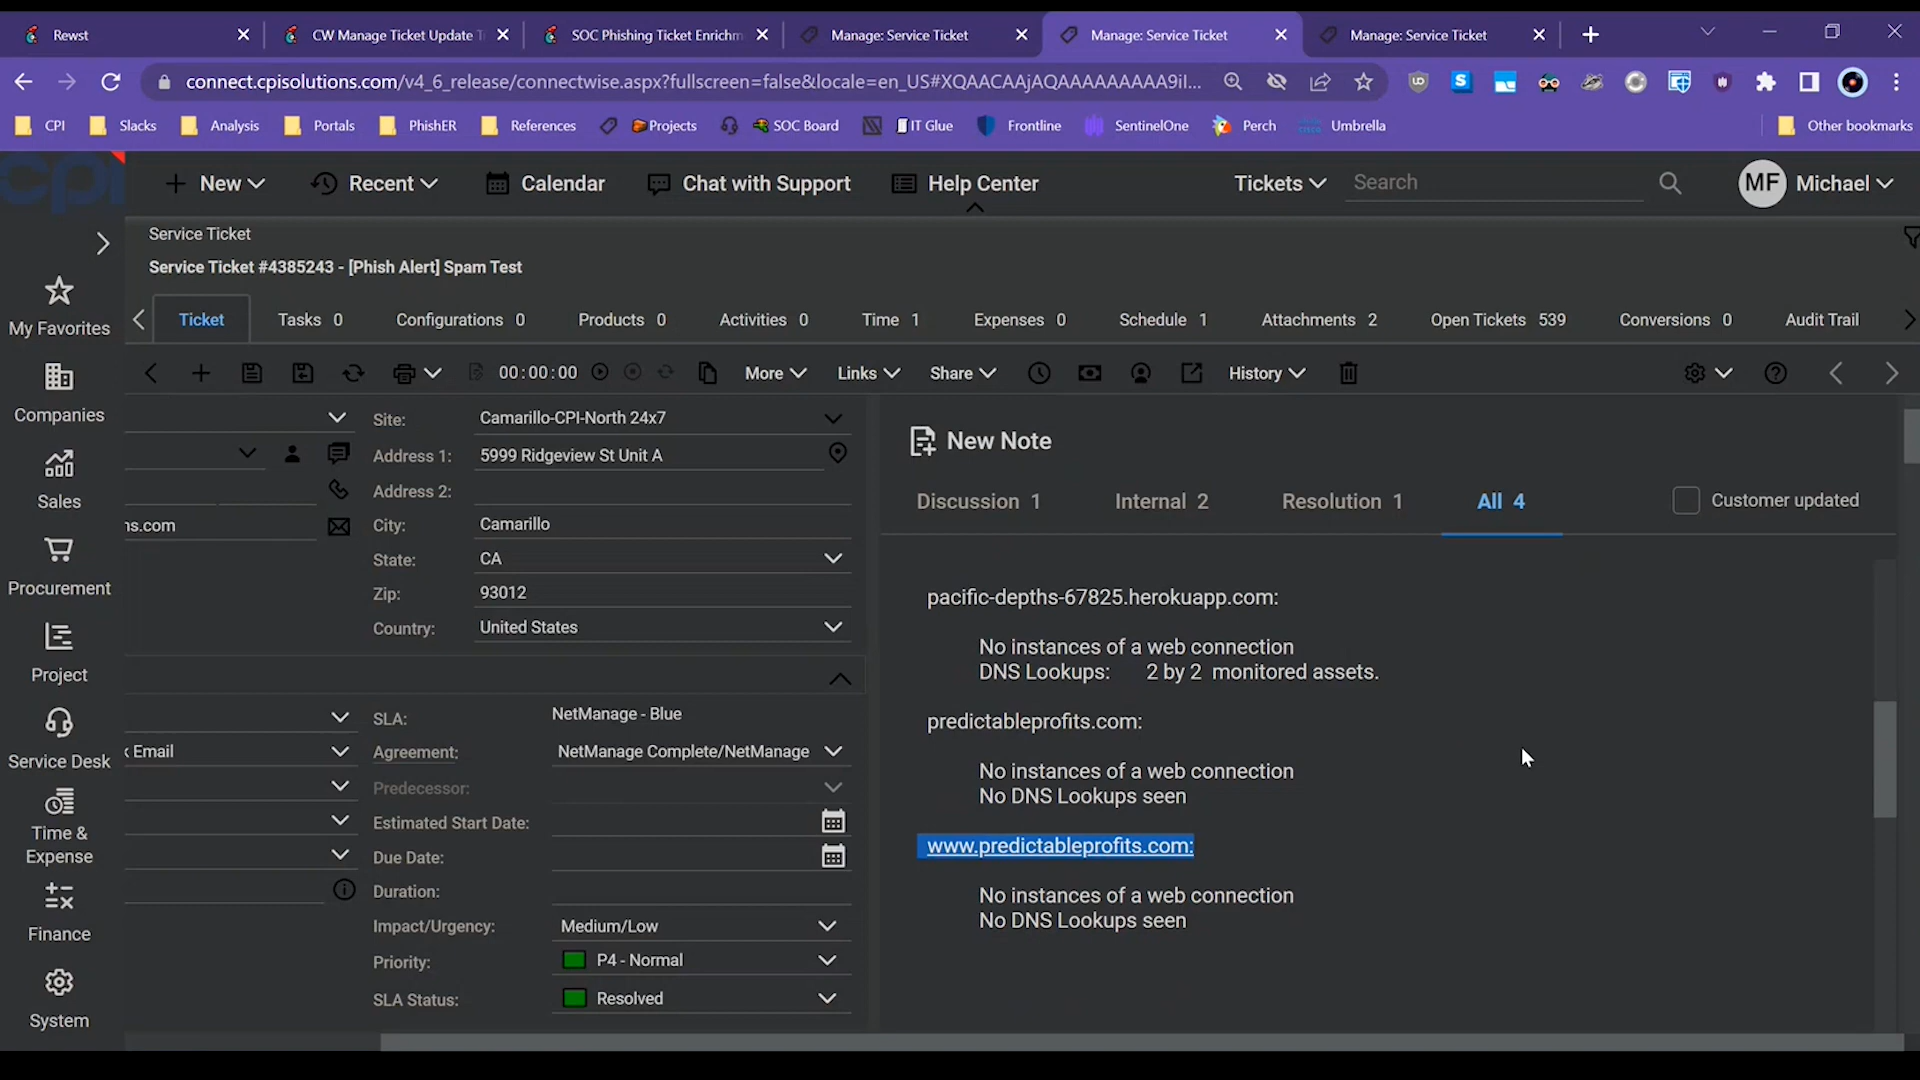 Rewst
CW Manage Ticket Update T
SOC Phishing Ticket Enrichm
Manage: Service Ticket
Manage: Service Ticket
Manage: Service Ticket
connect.cpisolutions.com/v4_6_release/connectwise.aspx?fullscreen=false&locale=en_US#XQAACAAjAQAAAAAAAAA9iI...
CPI
Slacks
Analysis
Portals
PhishER
References
Projects
SOC Board
IT Glue
Frontline
SentinelOne
Perch
Umbrella
Other bookmarks
cpi
New
Recent
Calendar
Chat with Support
Help Center
Tickets
Search
MF
Michael
Service Ticket
Service Ticket #4385243 - [Phish Alert] Spam Test
Ticket
Tasks 0
Configurations 0
Products 0
Activities 0
Time 1
Expenses 0
Schedule 1
Attachments 2
Open Tickets 539
Conversions 0
Audit Trail
00:00:00
More
Links
Share
History
My Favorites
Companies
Sales
Procurement
Project
Service Desk
Time &
Expense
Finance
System
ns.com
Email
Site: Camarillo-CPI-North 24x7
Address 1: 5999 Ridgeview St Unit A
Address 2:
City: Camarillo
State: CA
Zip: 93012
Country: United States
SLA: NetManage - Blue
Agreement: NetManage Complete/NetManage
Predecessor:
Estimated Start Date:
Due Date:
Duration:
Impact/Urgency: Medium/Low
Priority: P4 - Normal
SLA Status: Resolved
New Note
Discussion 1
Internal 2
Resolution 1
All 4
Customer updated
pacific-depths-67825.herokuapp.com:
No instances of a web connection
DNS Lookups: 2 by 2 monitored assets.
predictableprofits.com:
No instances of a web connection
No DNS Lookups seen
www.predictableprofits.com:
No instances of a web connection
No DNS Lookups seen